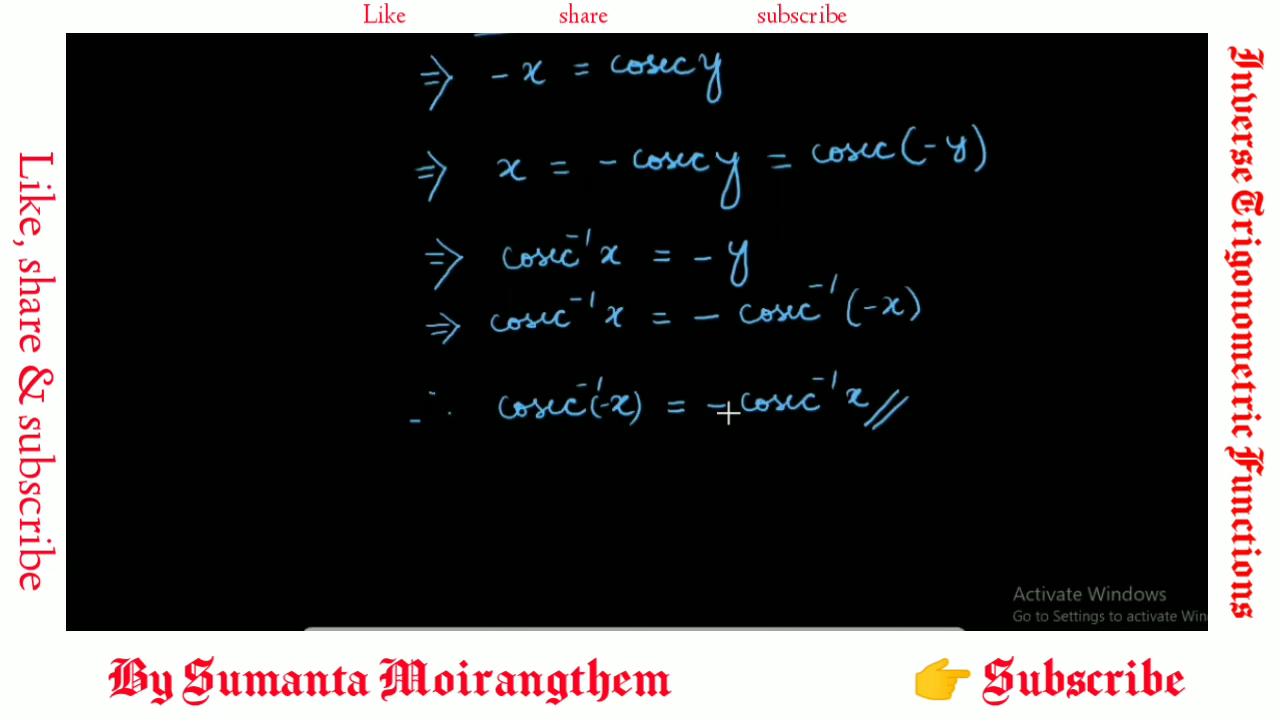 Like share subscribe
⇒ -x = cosec y
⇒ x = - cosec y = cosec(-y)
⇒ cosec⁻¹x = - y
⇒ cosec⁻¹x = - cosec⁻¹(-x)
∴ cosec⁻¹(-x) = - cosec⁻¹x //
Like, share & subscribe
Inverse Trigonometric Functions
Activate Windows
Go to Settings to activate Win
By Sumanta Moirangthem
👉 Subscribe